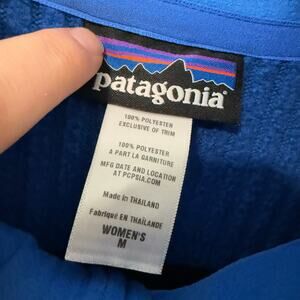 patagonia
100% POLYESTER
EXCLUSIVE OF TRIM
100% POLYESTER
A PART LA GARNITURE
MFG DATE AND LOCATION
AT PCPSIA.COM
Made in THAILAND
Fabriqué EN THAÏLANDE
WOMEN'S
M